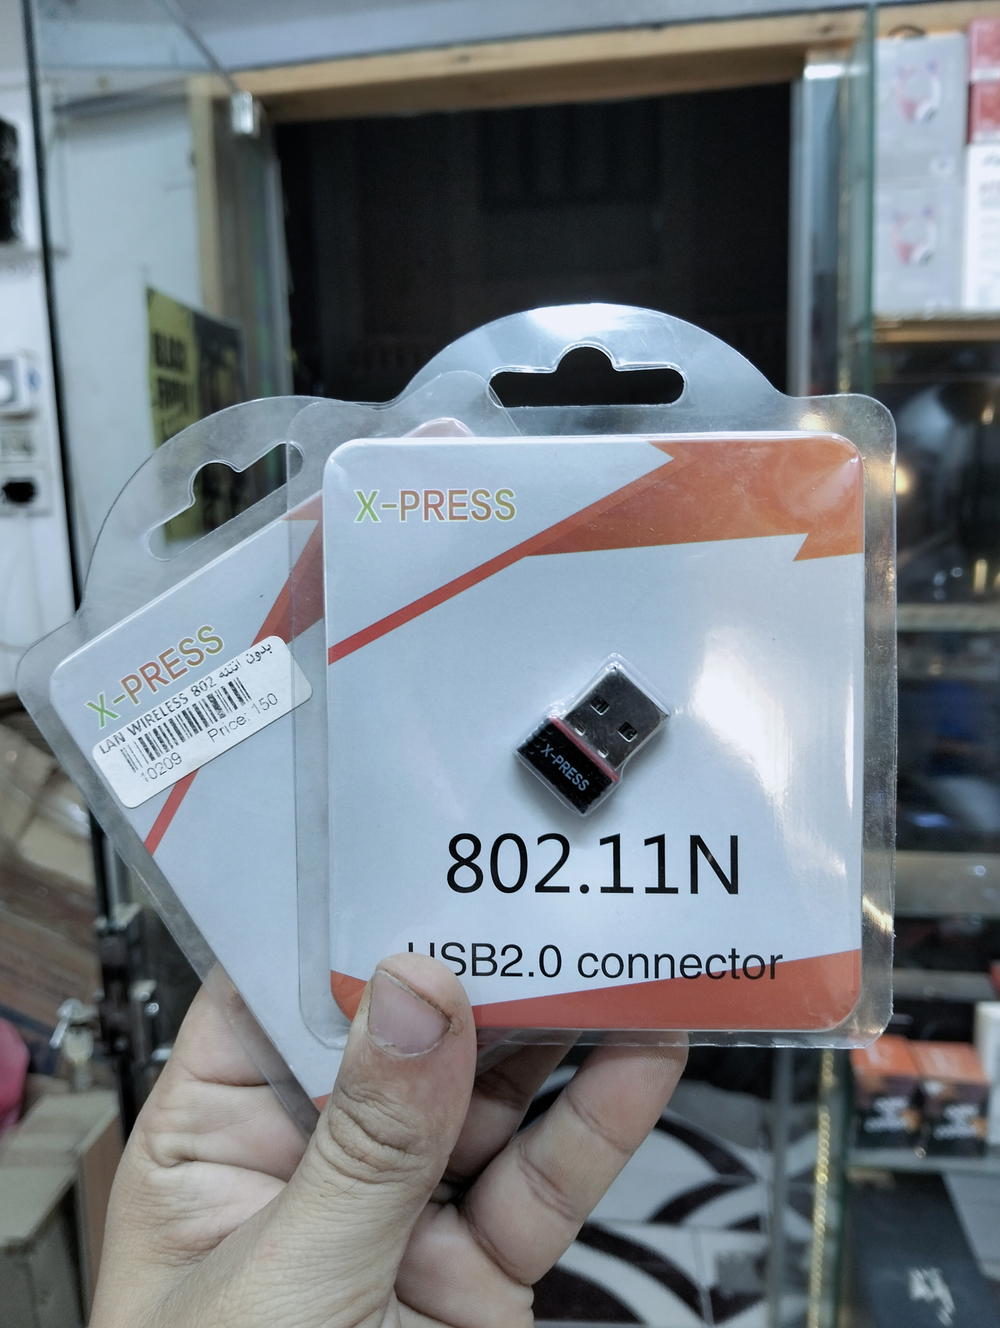 X-PRESS
X-PRESS
802.11N
USB2.0 connector
X-PRESS
LAN WIRELESS 802 بدون انتنه
10209
Price: 150